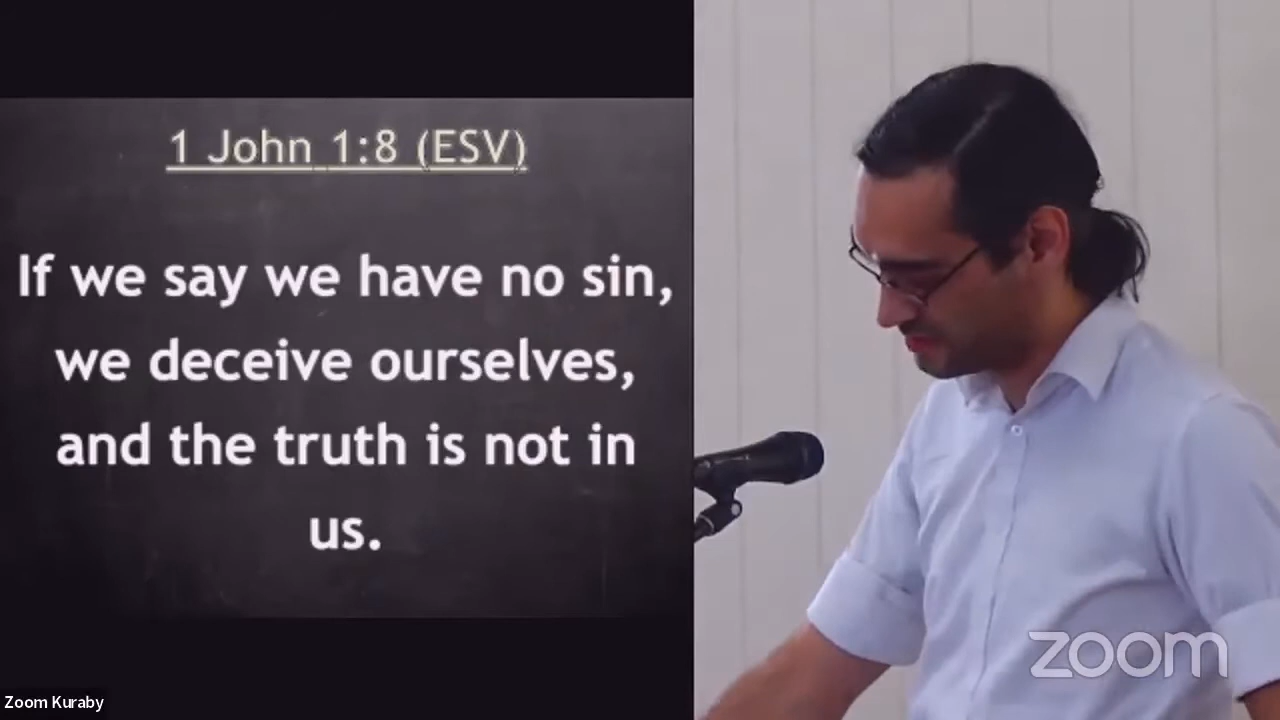 1 John 1:8 (ESV)
If we say we have no sin,
we deceive ourselves,
and the truth is not in
us.
zoom
Zoom Kuraby